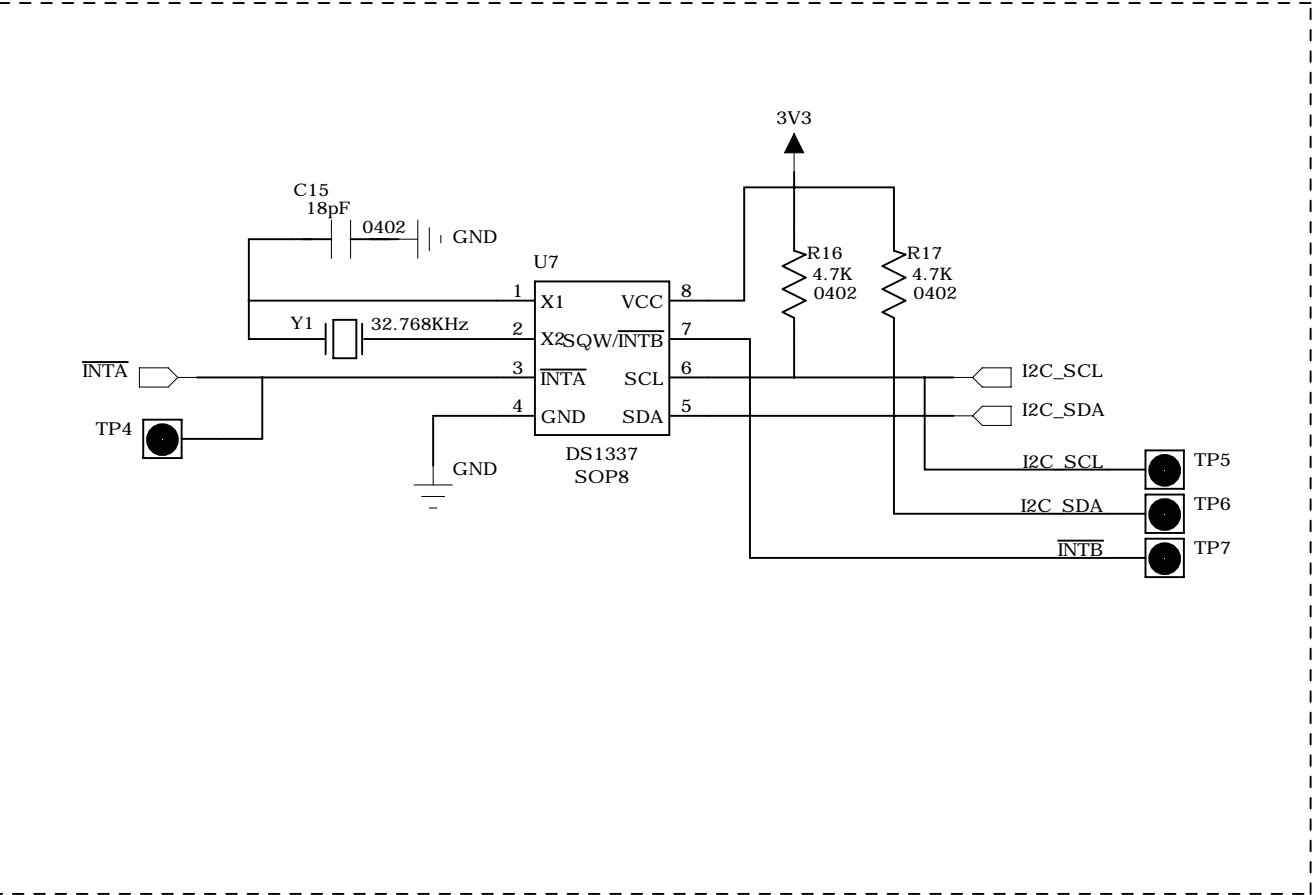 3V3
C15
18pF
0402
GND
U7
R16
4.7K
0402
R17
4.7K
0402
1
X1
VCC
8
Y1
32.768KHz
2
X2
SQW/INTB
7
INTA
3
INTA
SCL
6
I2C_SCL
4
GND
SDA
5
I2C_SDA
TP4
DS1337
SOP8
GND
I2C_SCL
TP5
I2C_SDA
TP6
INTB
TP7